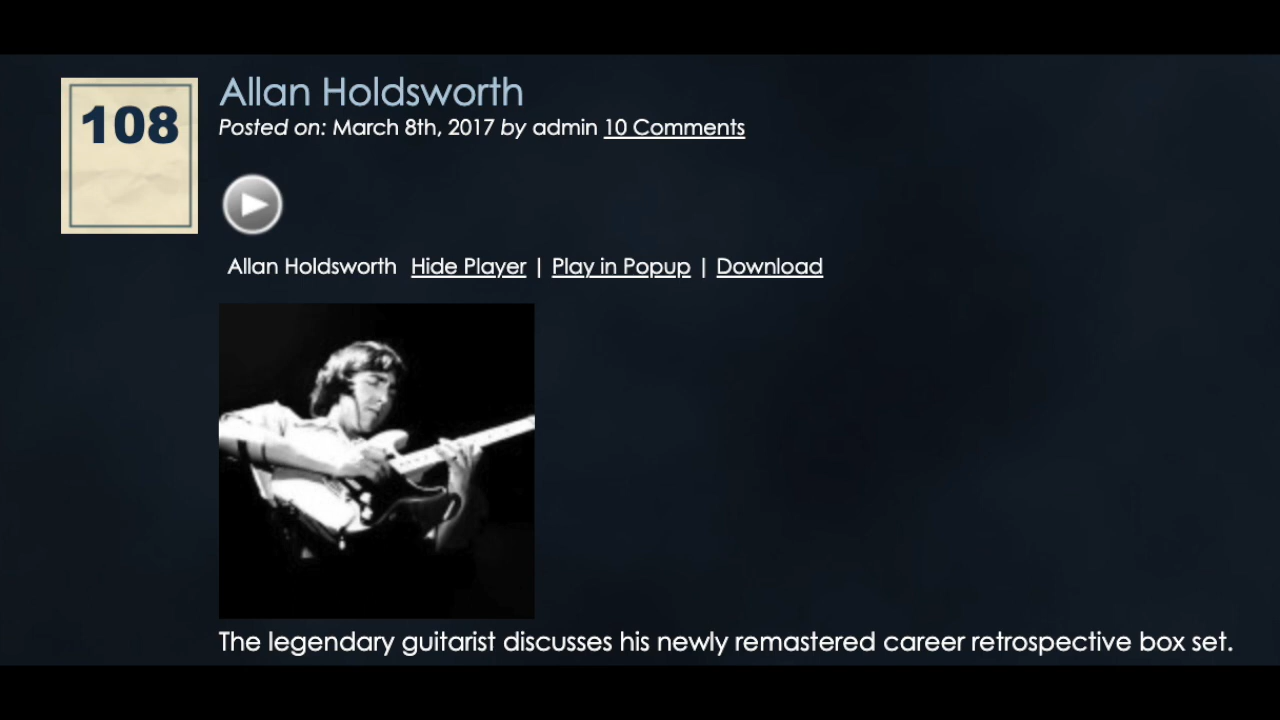 108
Allan Holdsworth
Posted on: March 8th, 2017 by admin 10 Comments
Allan Holdsworth Hide Player | Play in Popup | Download
The legendary guitarist discusses his newly remastered career retrospective box set.